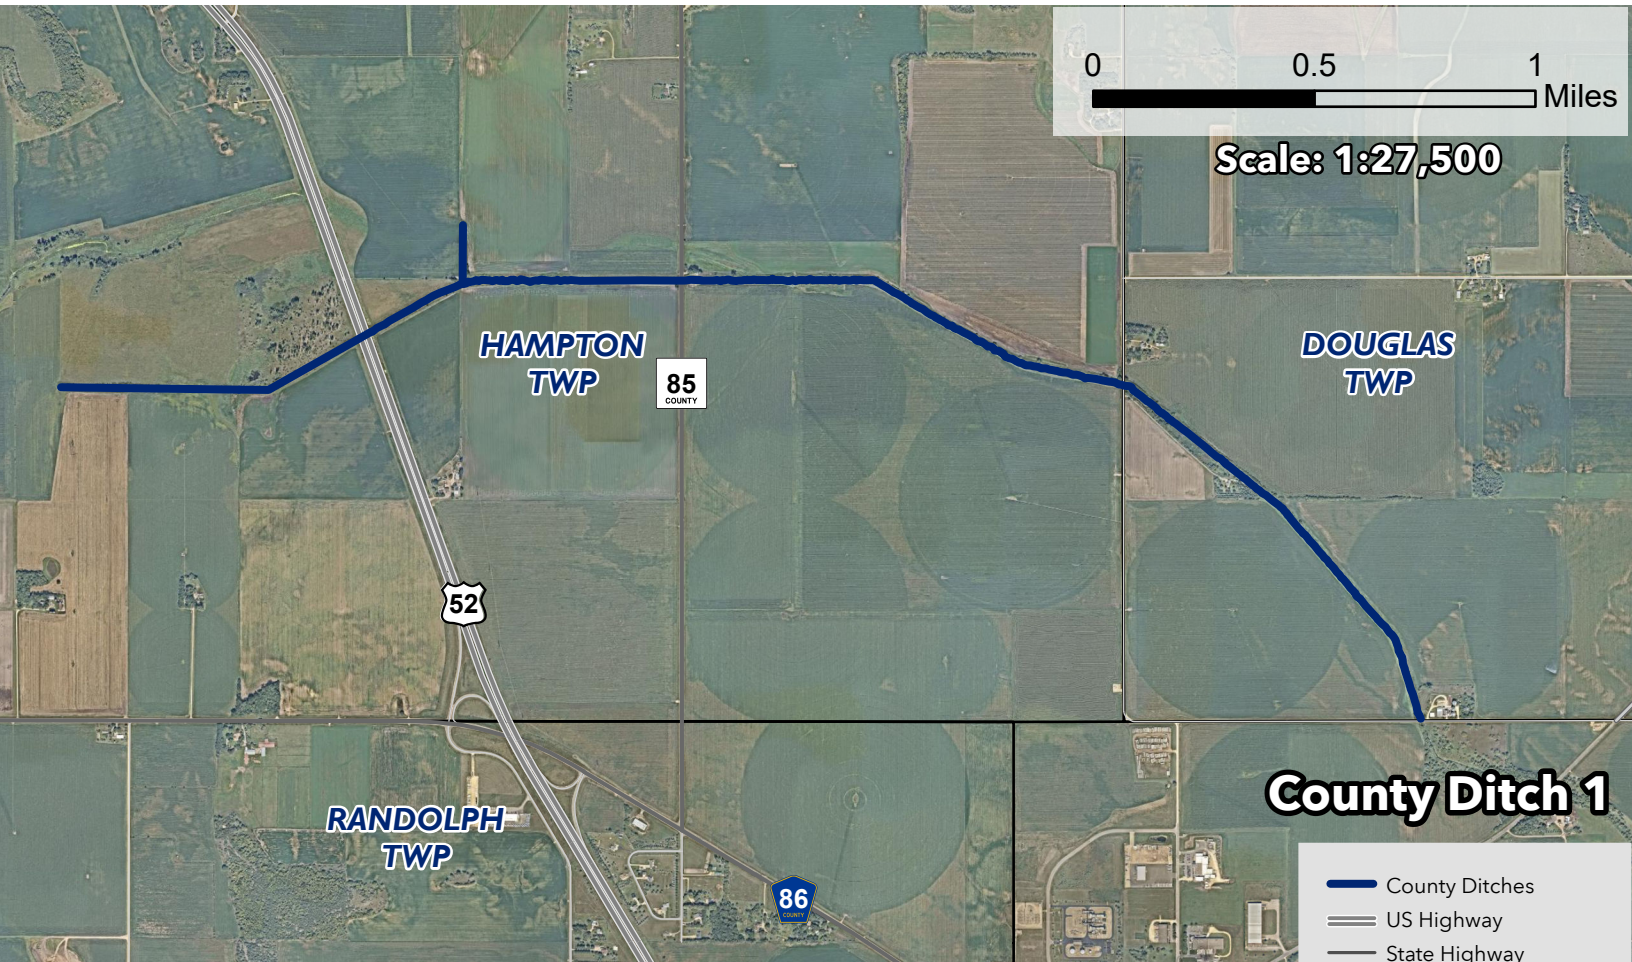 0 0.5 1
Miles
Scale: 1:27,500
HAMPTON
TWP
DOUGLAS
TWP
85
COUNTY
52
RANDOLPH
TWP
86
COUNTY
County Ditch 1
County Ditches
US Highway
State Highway